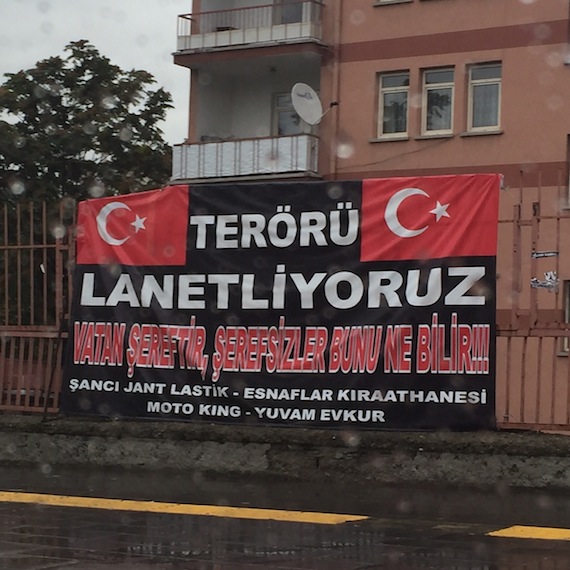 TERÖRÜ
LANETLİYORUZ
VATAN ŞEREFTİR, ŞEREFSİZLER BUNU NE BİLİR!!!
ŞANCI JANT LASTİK - ESNAFLAR KIRAATHANESİ
MOTO KING - YUVAM EVKUR